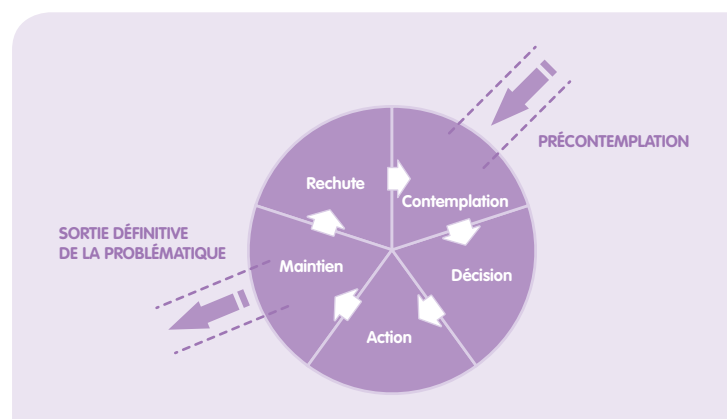 PRÉCONTEMPLATION
Rechute
Contemplation
SORTIE DÉFINITIVE
DE LA PROBLÉMATIQUE
Maintien
Décision
Action